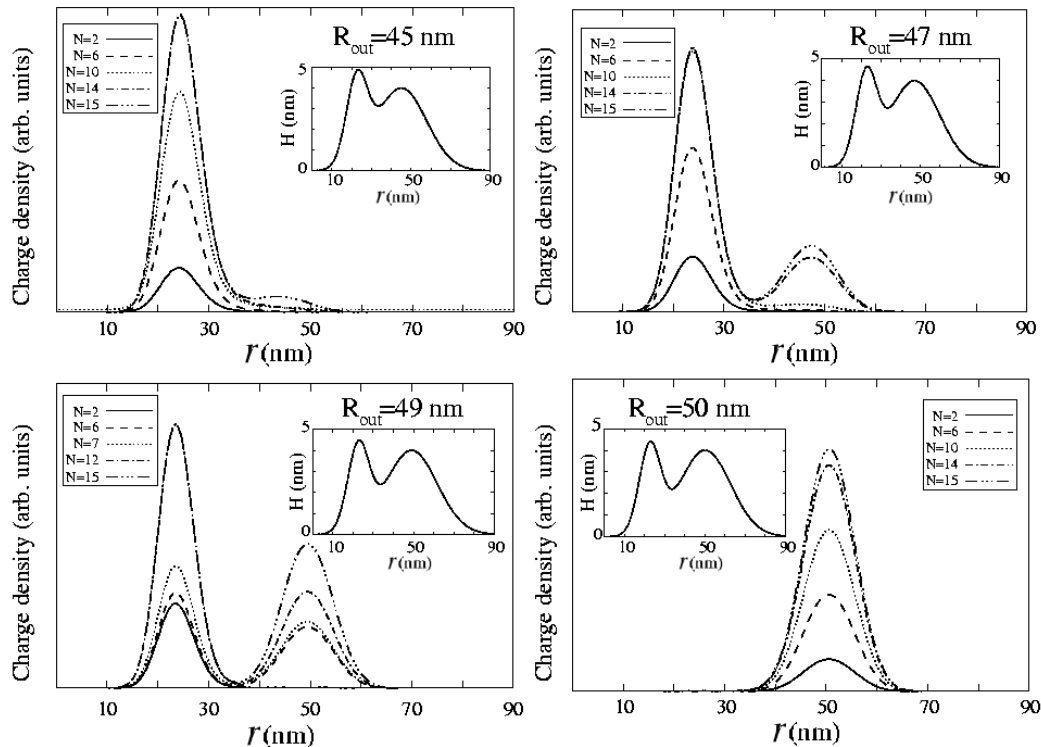 N=2
N=6
N=10
N=14
N=15
R_out=45 nm
H (nm)
5
0
10
50
90
r (nm)
Charge density (arb. units)
10
30
50
70
90
r (nm)
N=2
N=6
N=10
N=14
N=15
R_out=47 nm
H (nm)
5
0
10
50
90
r (nm)
Charge density (arb. units)
10
30
50
70
90
r (nm)
N=2
N=6
N=7
N=12
N=15
R_out=49 nm
H (nm)
5
0
10
50
90
r (nm)
Charge density (arb. units)
10
30
50
70
90
r (nm)
R_out=50 nm
H (nm)
5
0
10
50
90
r (nm)
N=2
N=6
N=10
N=14
N=15
Charge density (arb. units)
10
30
50
70
90
r (nm)